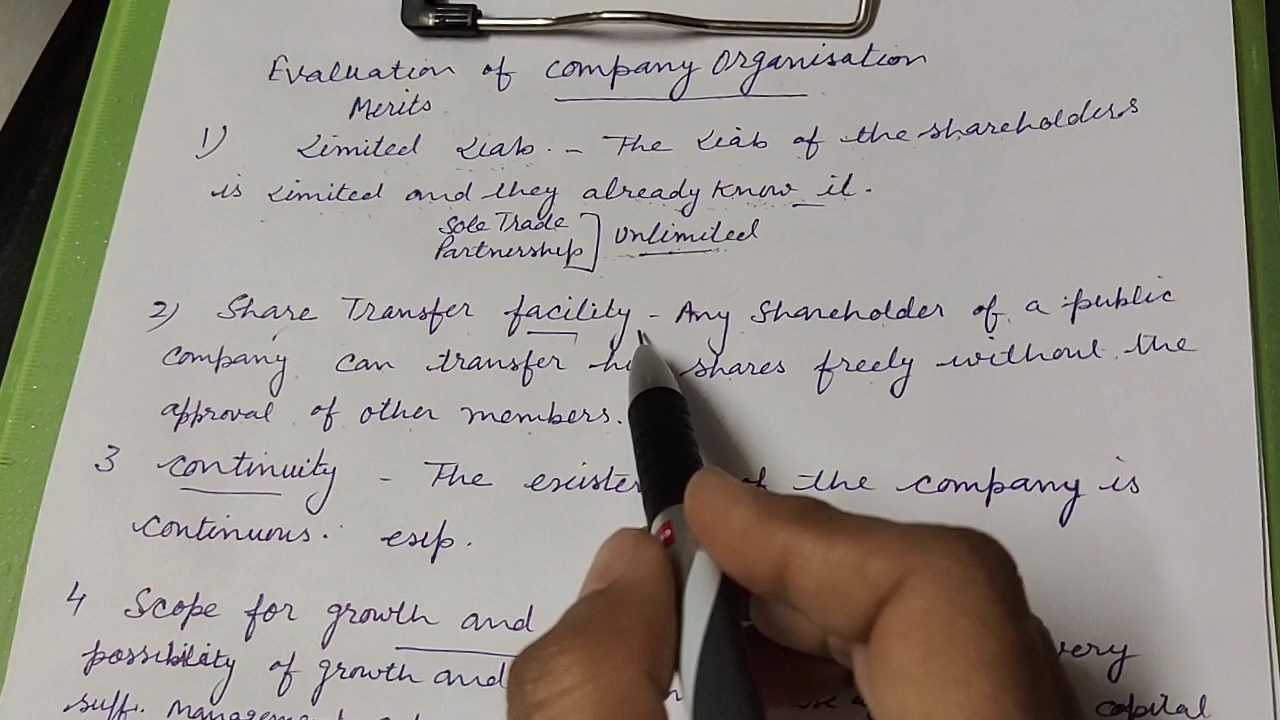 Evaluation of company Organisation
Merits
1) Limited Liab. - The Liab of the shareholders
is Limited and they already know it.
Sole Trade
Partnership ] Unlimited
2) Share Transfer facility - Any Shareholder of a public
company can transfer shares freely without the
approval of other members.
3 continuity - The of the company is
continuous. esip.
4 Scope for growth and
possibility of growth and very
suff. capital